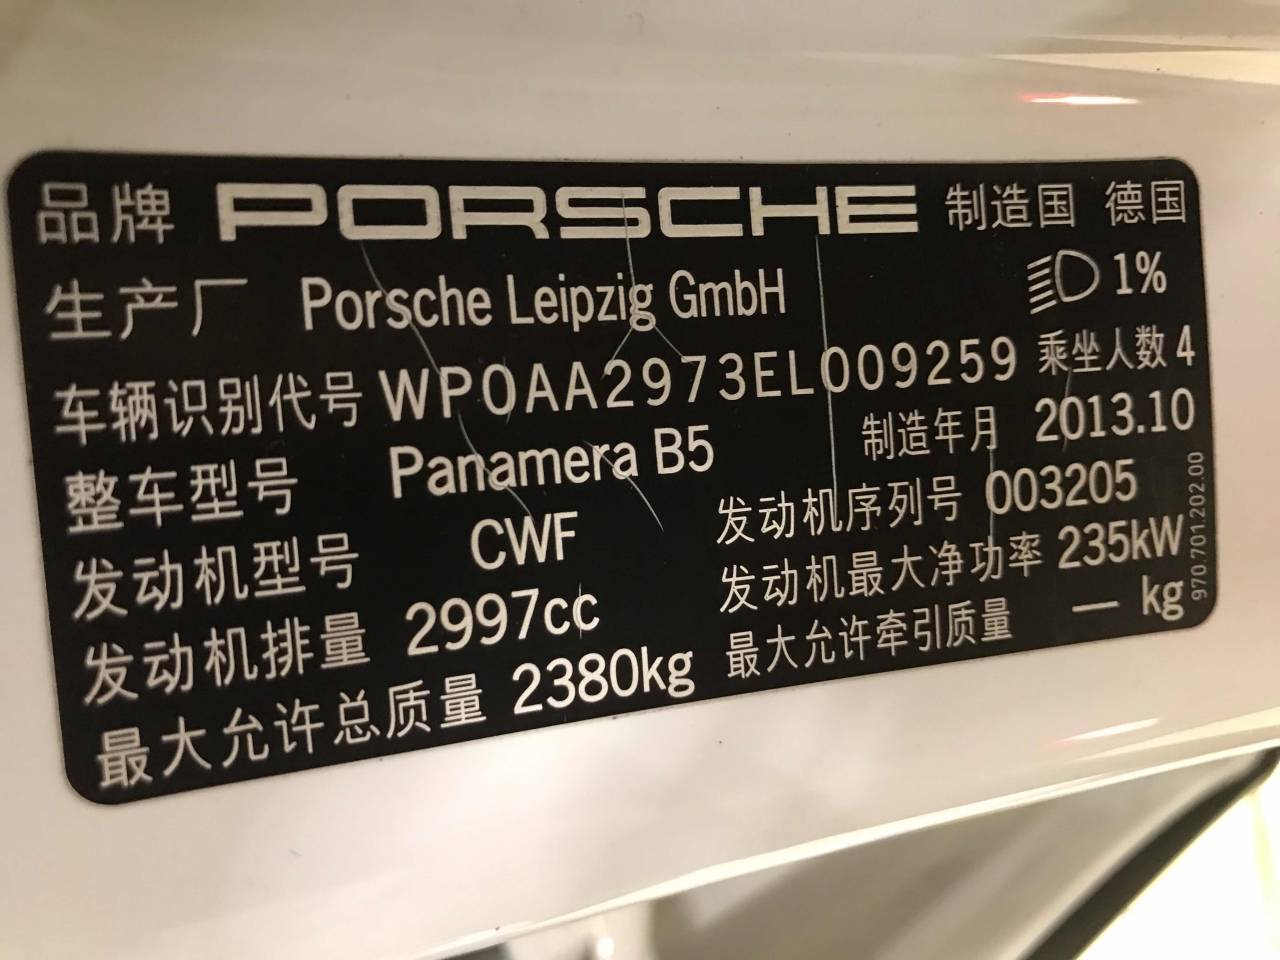 品牌 PORSCHE 制造国 德国
生产厂 Porsche Leipzig GmbH 1%
车辆识别代号 WP0AA2973EL009259 乘坐人数 4
整车型号 Panamera B5 制造年月 2013.10
发动机型号 CWF 发动机序列号 003205
发动机排量 2997cc 发动机最大净功率 235kW
最大允许总质量 2380kg 最大允许牵引质量 — kg
970.701.202.00